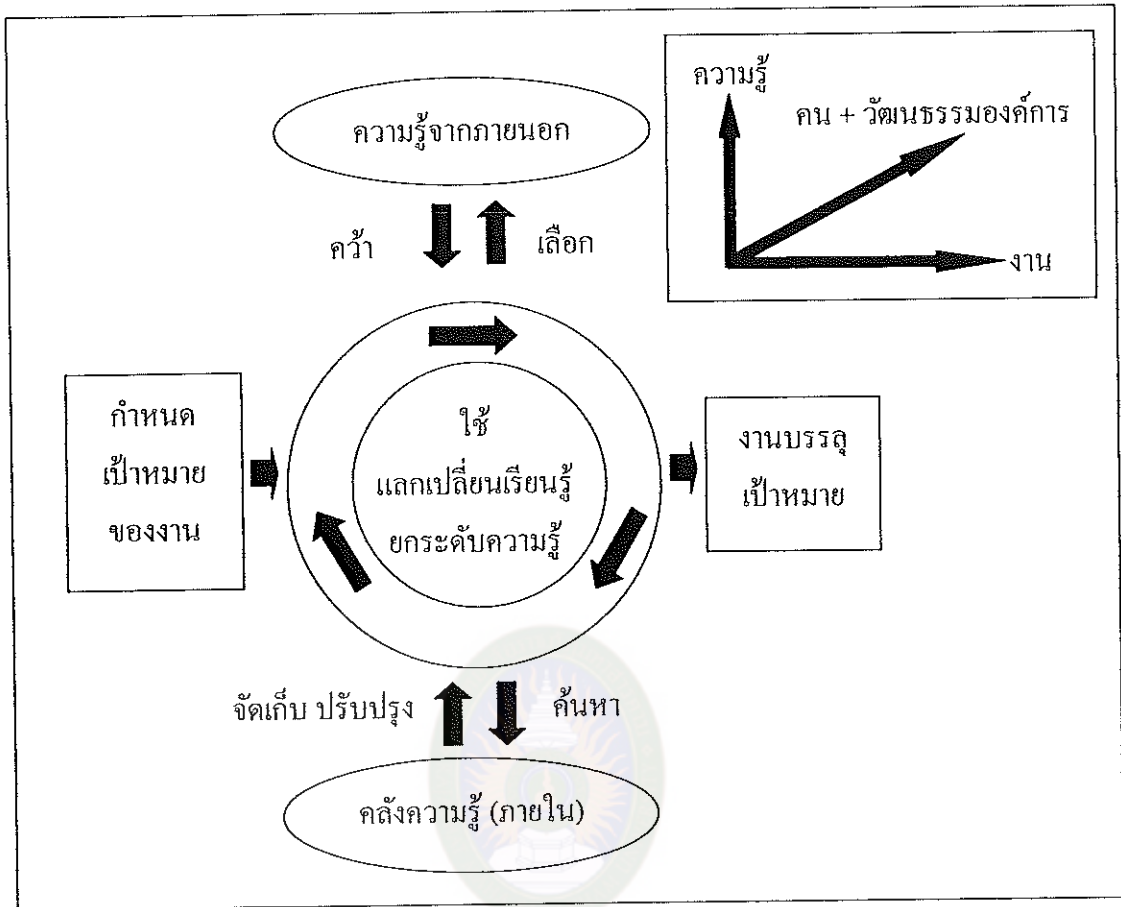 ความรู้
คน + วัฒนธรรมองค์การ
งาน
ความรู้จากภายนอก
คว้า
เลือก
กำหนด
เป้าหมาย
ของงาน
ใช้
แลกเปลี่ยนเรียนรู้
ยกระดับความรู้
งานบรรลุ
เป้าหมาย
จัดเก็บ ปรับปรุง
ค้นหา
คลังความรู้ (ภายใน)